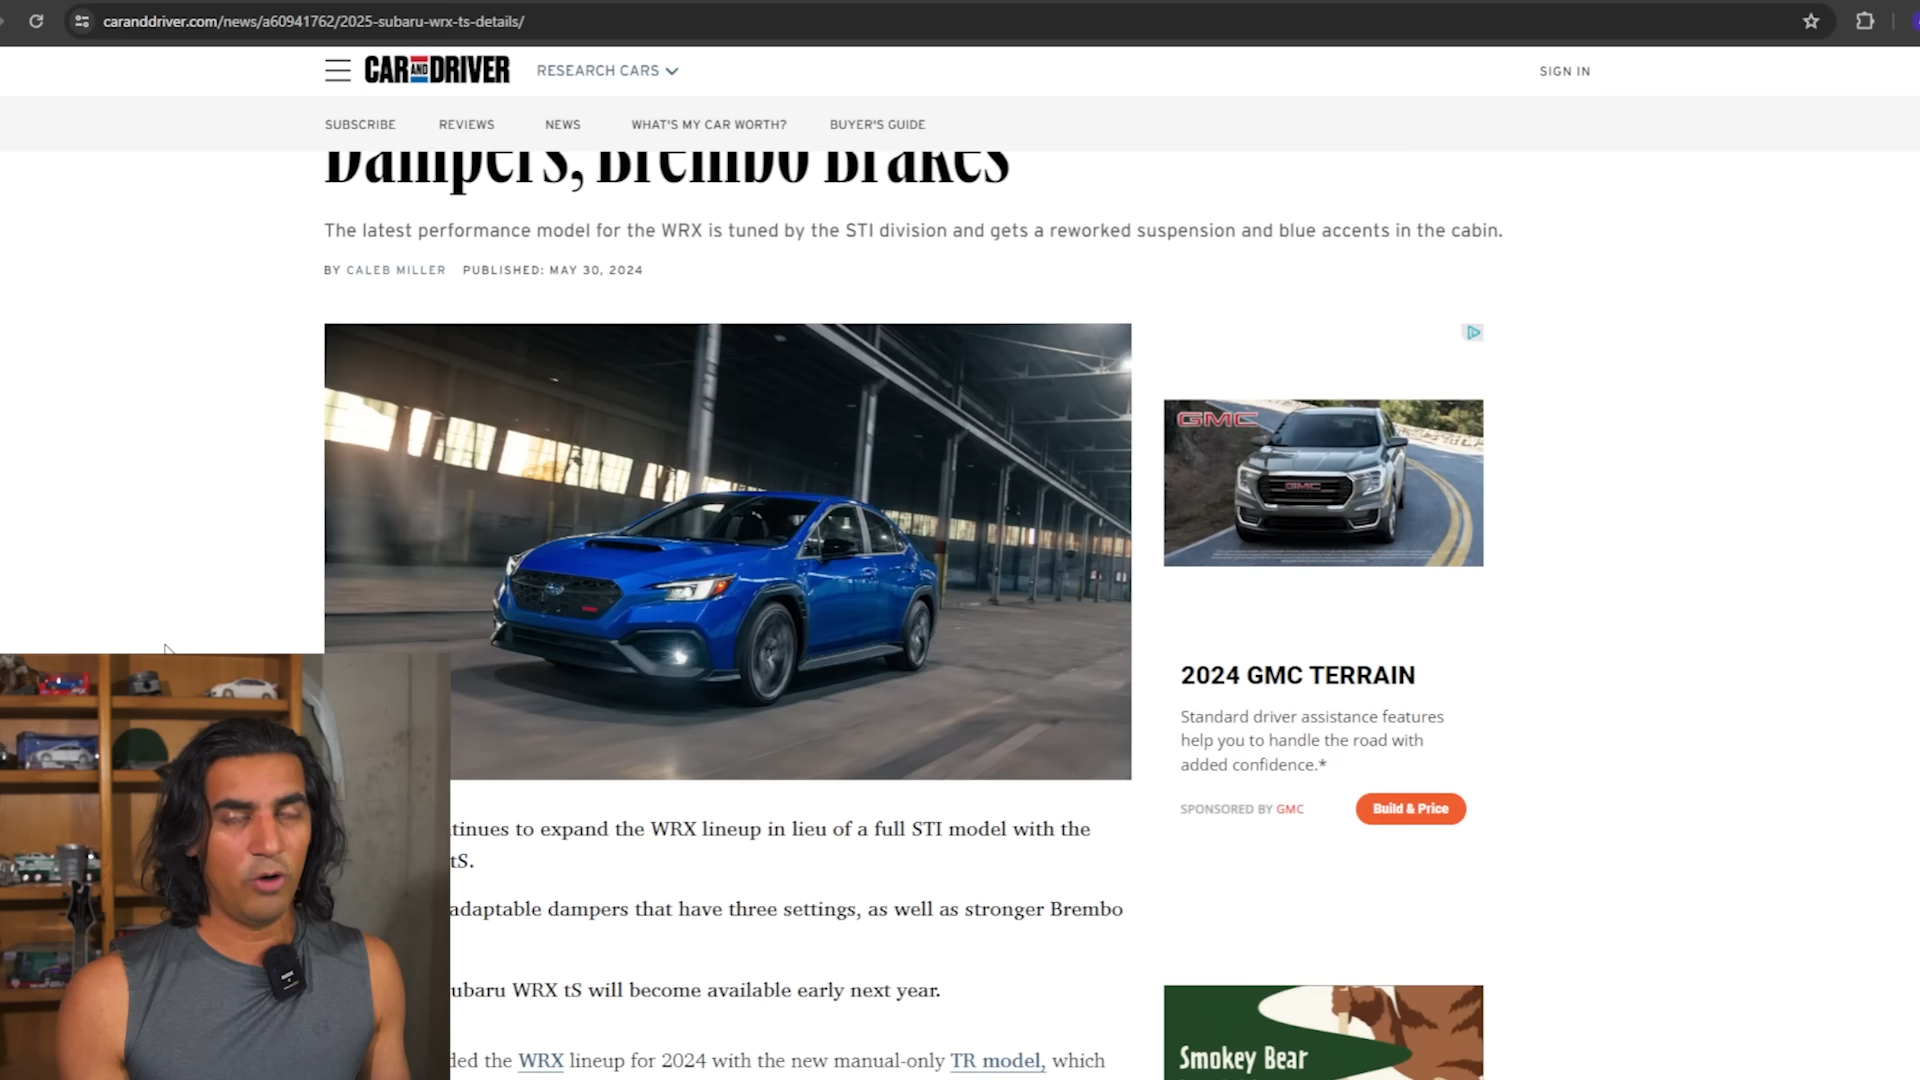 caranddriver.com/news/a60941762/2025-subaru-wrx-ts-details/
CAR AND DRIVER
RESEARCH CARS
SIGN IN
SUBSCRIBE
REVIEWS
NEWS
WHAT'S MY CAR WORTH?
BUYER'S GUIDE
Dampers, Brembo Brakes
The latest performance model for the WRX is tuned by the STI division and gets a reworked suspension and blue accents in the cabin.
BY CALEB MILLER PUBLISHED: MAY 30, 2024
GMC
GMC
2024 GMC TERRAIN
Standard driver assistance features
help you to handle the road with
added confidence.*
SPONSORED BY GMC
Build & Price
tinues to expand the WRX lineup in lieu of a full STI model with the
tS.
adaptable dampers that have three settings, as well as stronger Brembo
ubaru WRX tS will become available early next year.
ded the WRX lineup for 2024 with the new manual-only TR model, which
Smokey Bear